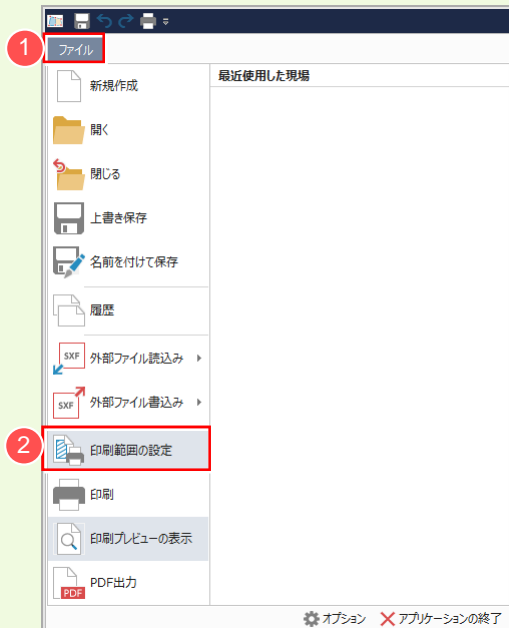 1
ファイル
最近使用した現場
新規作成
開く
閉じる
上書き保存
名前を付けて保存
履歴
SXF 外部ファイル読込み
SXF 外部ファイル書込み
2
印刷範囲の設定
印刷
印刷プレビューの表示
PDF PDF出力
オプション アプリケーションの終了